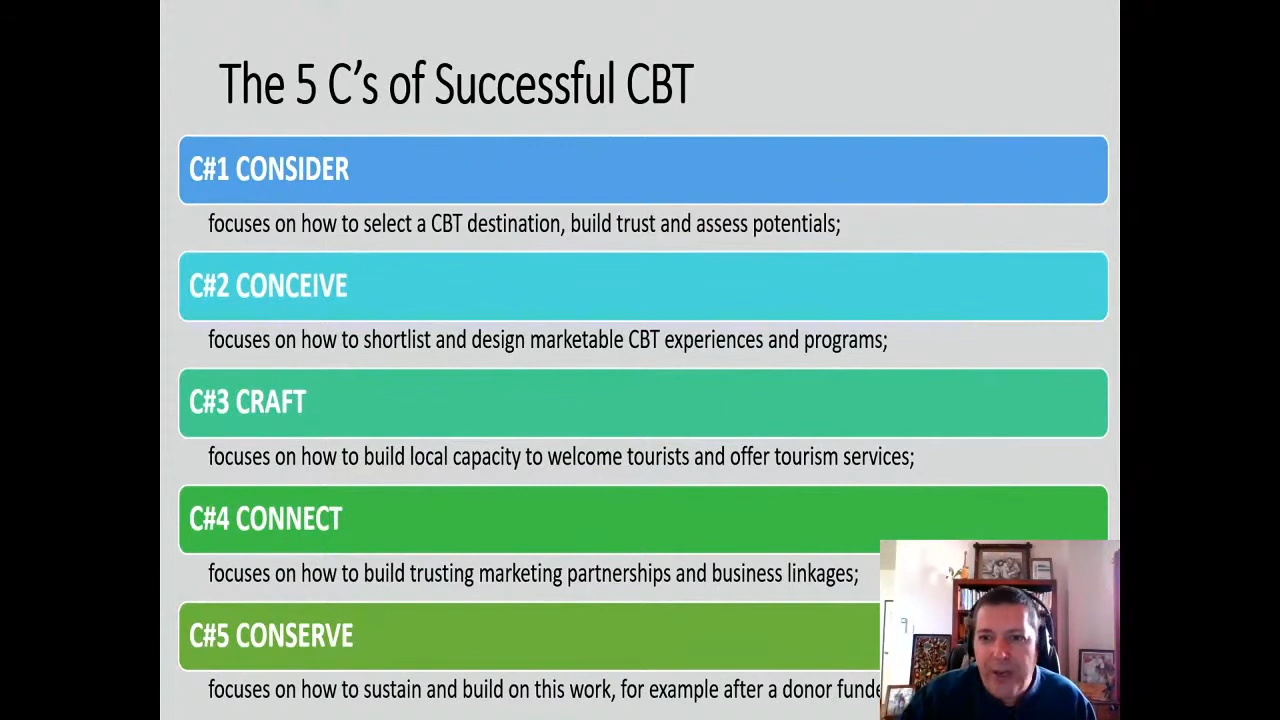 The 5 C’s of Successful CBT
C#1 CONSIDER
focuses on how to select a CBT destination, build trust and assess potentials;
C#2 CONCEIVE
focuses on how to shortlist and design marketable CBT experiences and programs;
C#3 CRAFT
focuses on how to build local capacity to welcome tourists and offer tourism services;
C#4 CONNECT
focuses on how to build trusting marketing partnerships and business linkages;
C#5 CONSERVE
focuses on how to sustain and build on this work, for example after a donor